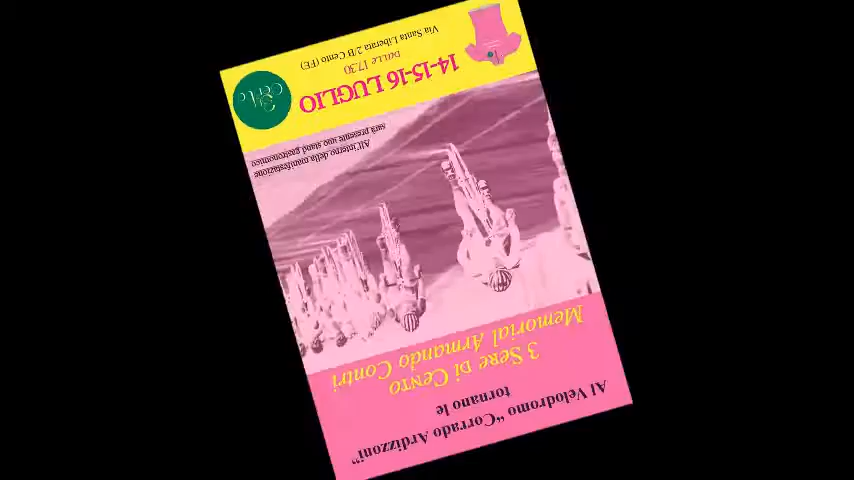 Al Velodromo “Corrado Ardizzoni”
tornano le
3 Sere di Cento
Memorial Armando Contri
All'interno della manifestazione
sarà presente uno stand gastronomico
14-15-16 LUGLIO
DALLE 17.30
Via Santa Liberata 2/B Cento (FE)